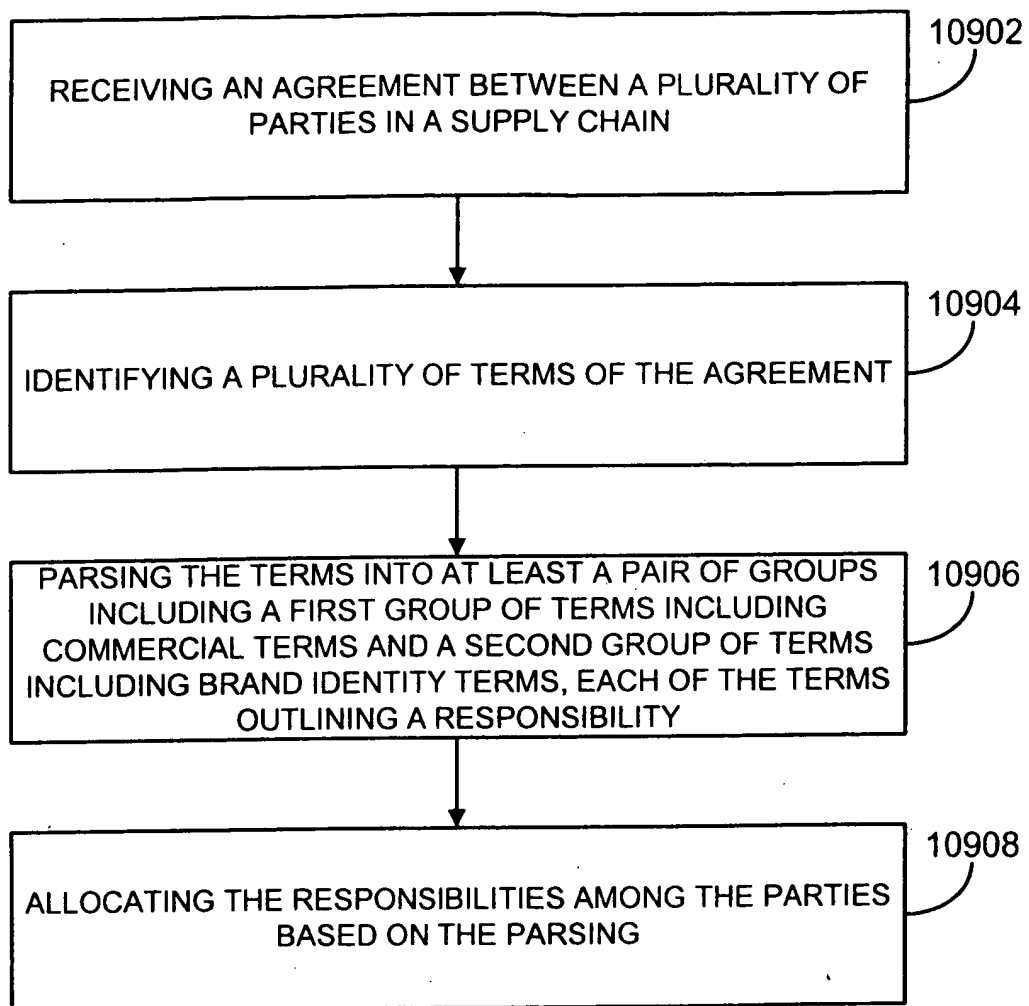 RECEIVING AN AGREEMENT BETWEEN A PLURALITY OF
PARTIES IN A SUPPLY CHAIN
10902
IDENTIFYING A PLURALITY OF TERMS OF THE AGREEMENT
10904
PARSING THE TERMS INTO AT LEAST A PAIR OF GROUPS
INCLUDING A FIRST GROUP OF TERMS INCLUDING
COMMERCIAL TERMS AND A SECOND GROUP OF TERMS
INCLUDING BRAND IDENTITY TERMS, EACH OF THE TERMS
OUTLINING A RESPONSIBILITY
10906
ALLOCATING THE RESPONSIBILITIES AMONG THE PARTIES
BASED ON THE PARSING
10908